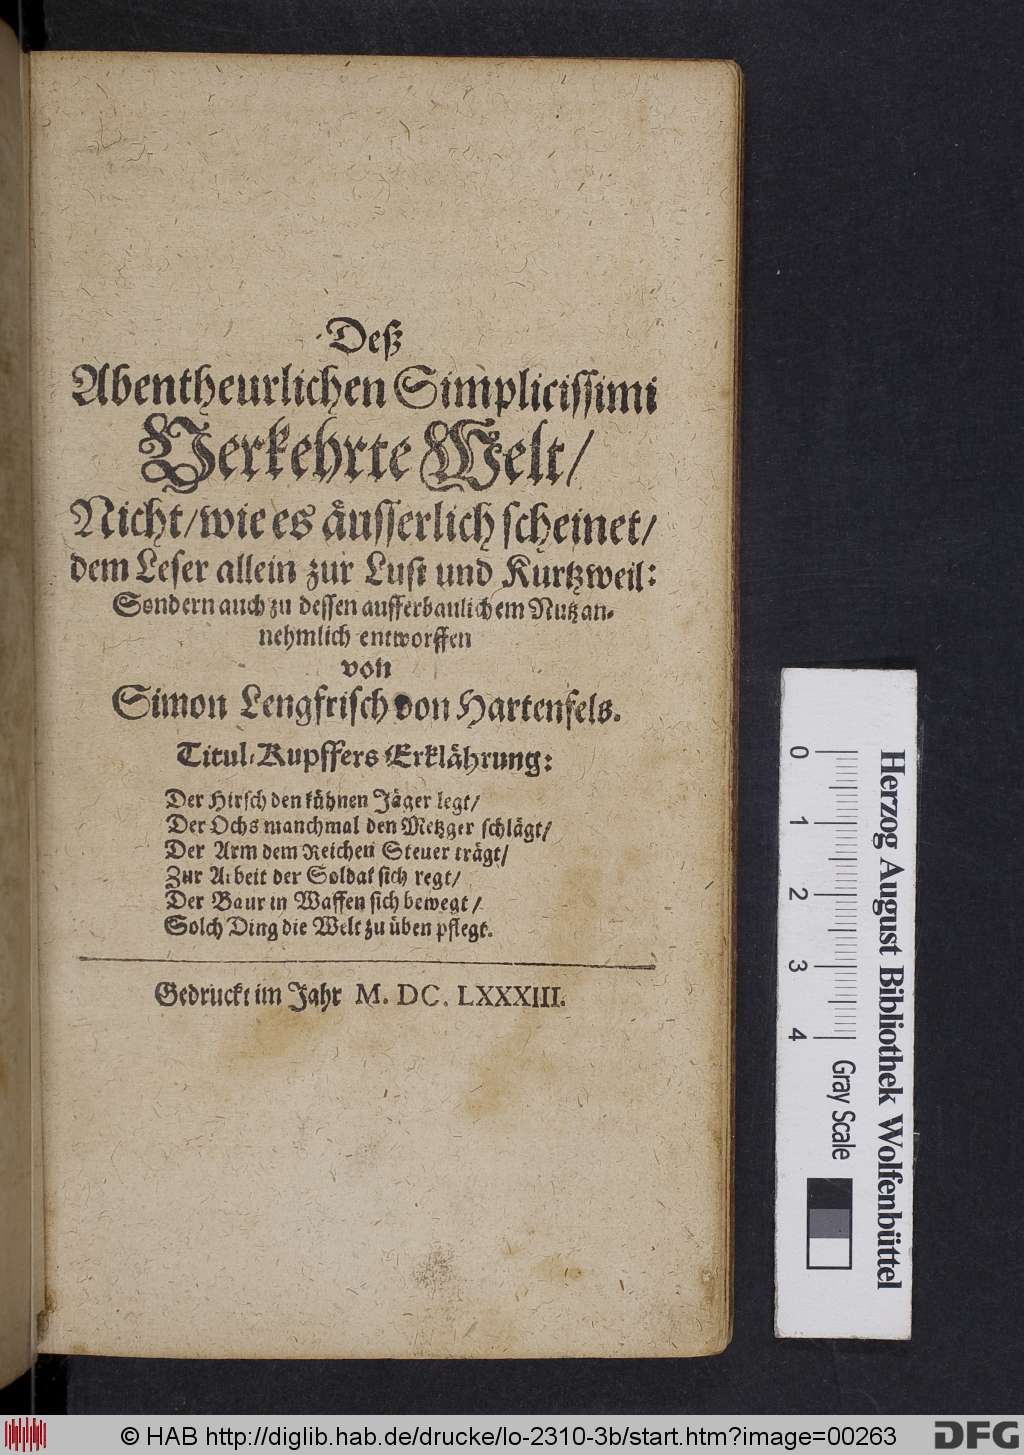 Deß
Abentheurlichen Simplicissimi
Verkehrte Welt/
Nicht/wie es äusserlich scheinet/
dem Leser allein zur Lust und Kurtzweil:
Sondern auch zu dessen aufferbaulichem Nutz an-
nehmlich entworffen
von
Simon Lengfrisch von Hartenfels.
Titul-Kupffers-Erklährung:
Der Hirsch den kühnen Jäger legt/
Der Ochs manchmal den Metzger schlägt/
Der Arm dem Reichen Steuer trägt/
Zur Arbeit der Soldat sich regt/
Der Baur in Waffen sich bewegt/
Solch Ding die Welt zu üben pflegt.
Gedruckt im Jahr M. DC. LXXXIII.
0 1 2 3 4 Gray Scale
Herzog August Bibliothek Wolfenbüttel
© HAB http://diglib.hab.de/drucke/lo-2310-3b/start.htm?image=00263
DFG